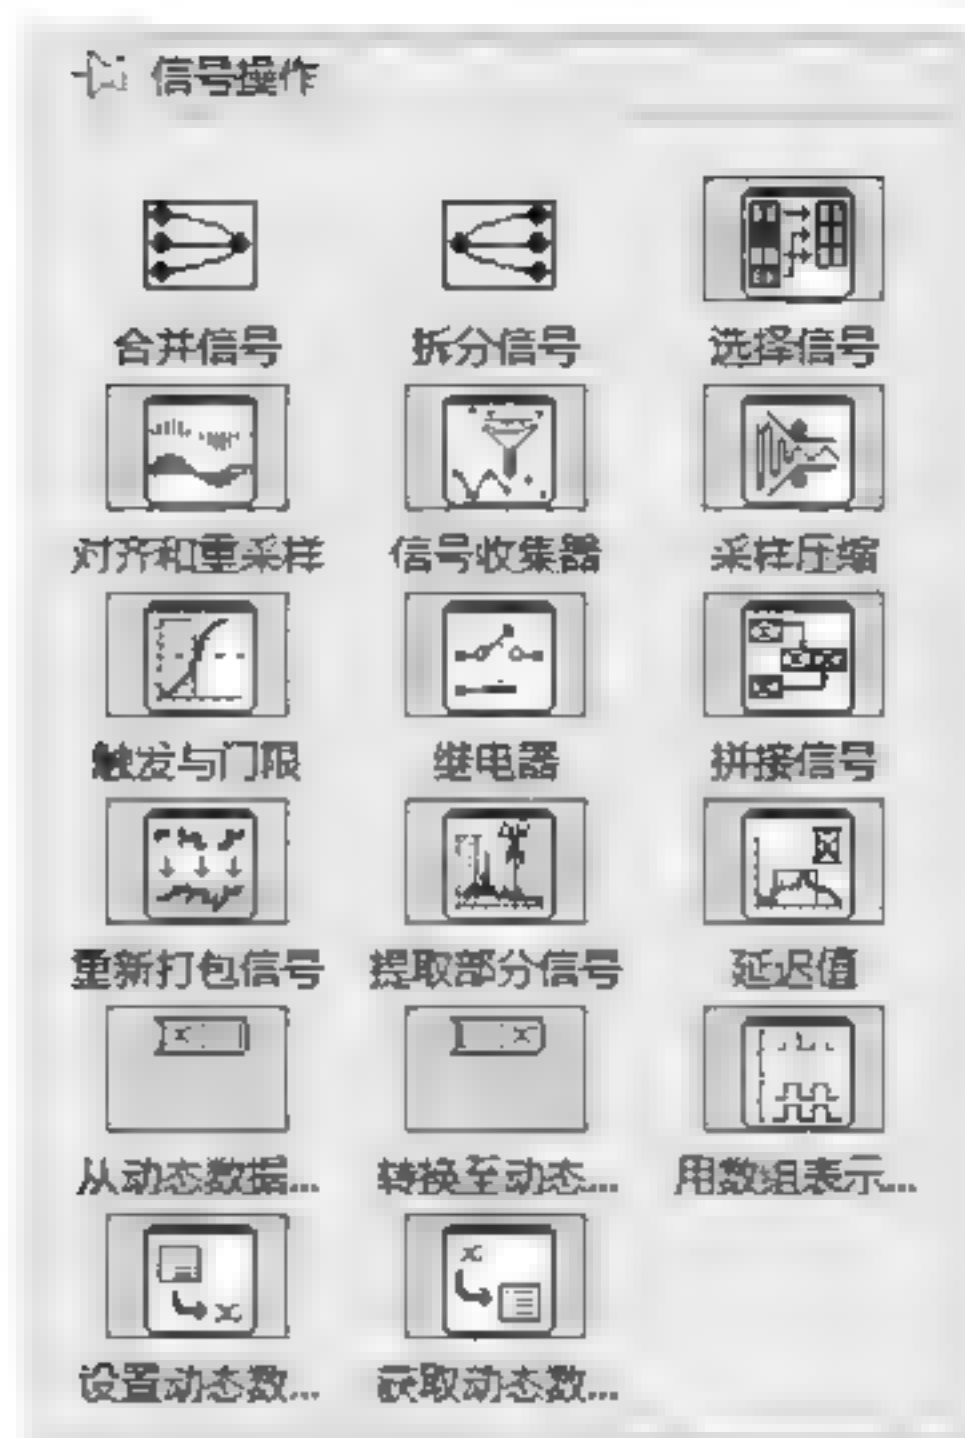 信号操作
合并信号 拆分信号 选择信号
对齐和重采样 信号收集器 采样压缩
触发与门限 继电器 拼接信号
重新打包信号 提取部分信号 延迟值
从动态数据... 转换至动态... 用数组表示...
设置动态数... 获取动态数...